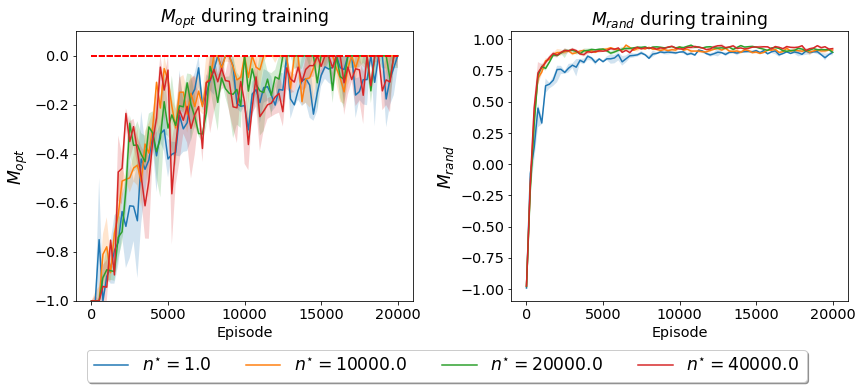 M_opt during training
0.0
−0.2
−0.4
−0.6
−0.8
−1.0
M_opt
0 5000 10000 15000 20000
Episode
M_rand during training
1.00
0.75
0.50
0.25
0.00
−0.25
−0.50
−0.75
−1.00
M_rand
0 5000 10000 15000 20000
Episode
n* = 1.0 n* = 10000.0 n* = 20000.0 n* = 40000.0